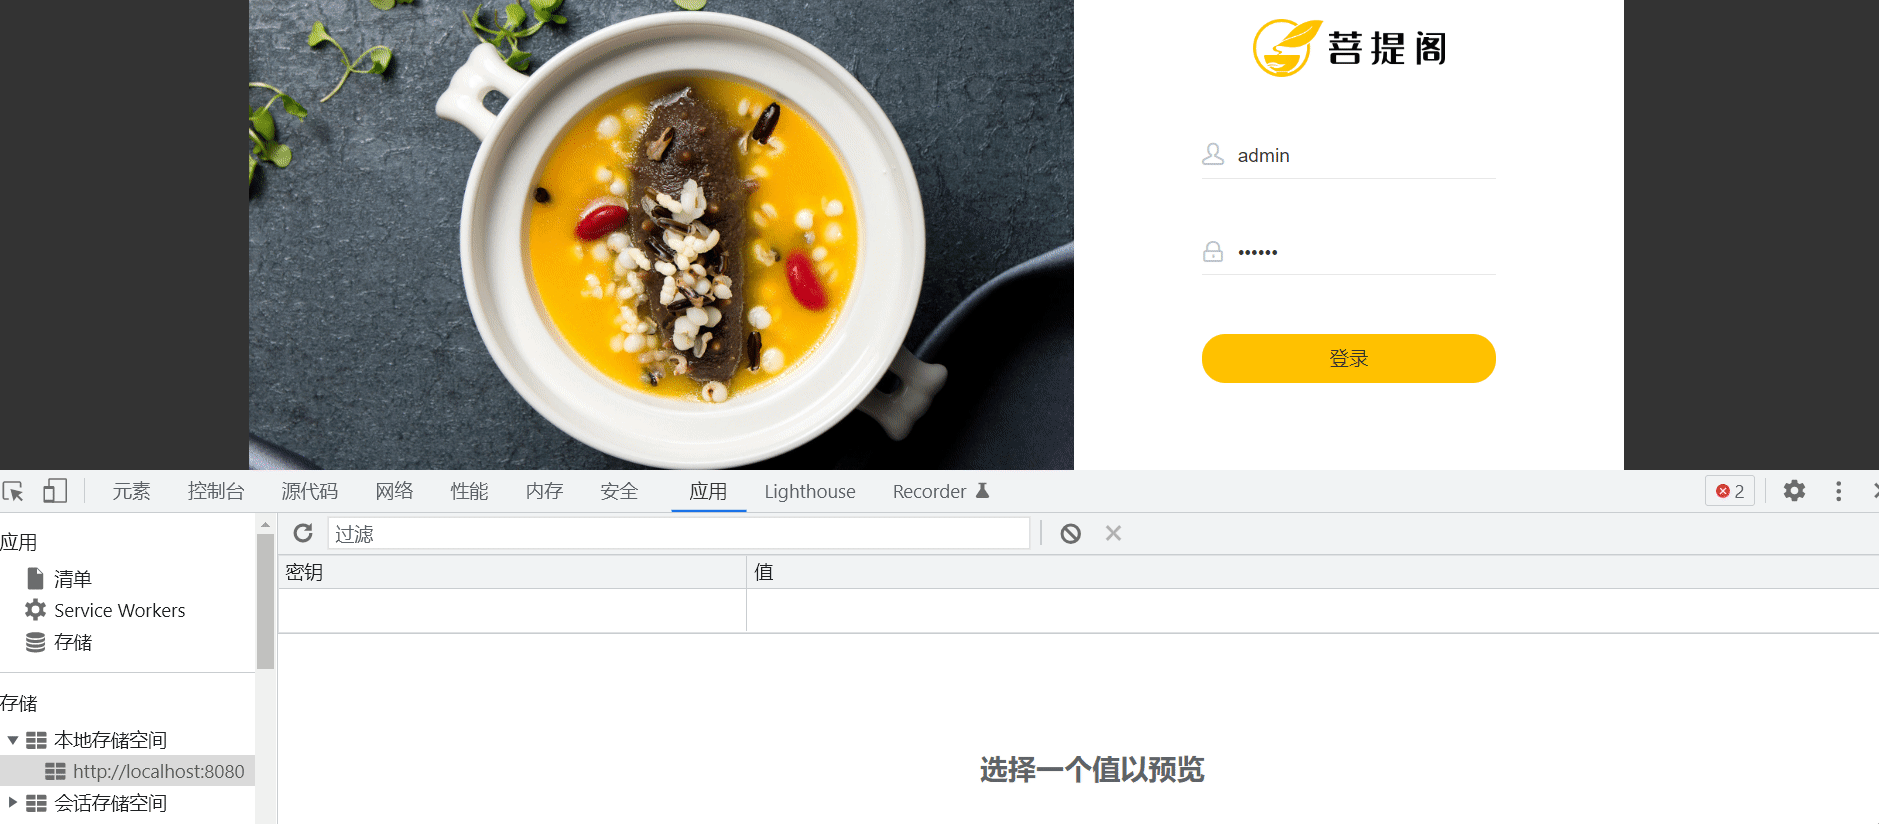 菩提阁
admin
••••••
登录
元素 控制台 源代码 网络 性能 内存 安全 应用 Lighthouse Recorder 2
应用
清单
Service Workers
存储
存储
本地存储空间
http://localhost:8080
会话存储空间
过滤
密钥 值
选择一个值以预览